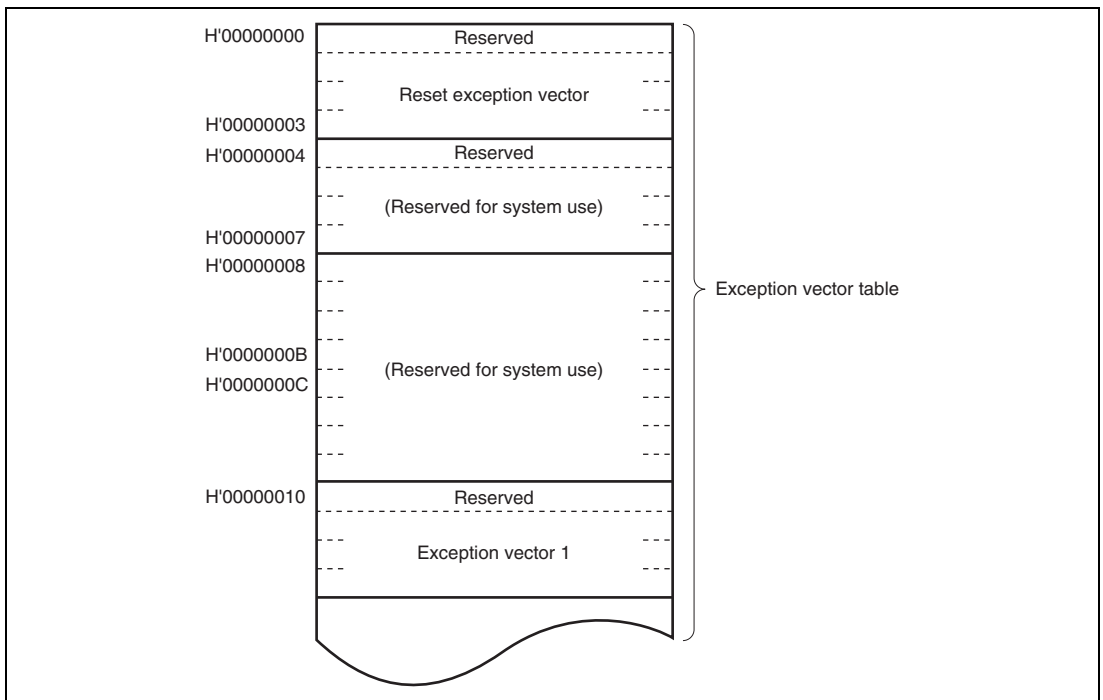 H'00000000 Reserved
Reset exception vector
H'00000003
H'00000004 Reserved
(Reserved for system use)
H'00000007
H'00000008
Exception vector table
H'0000000B
(Reserved for system use)
H'0000000C
H'00000010 Reserved
Exception vector 1